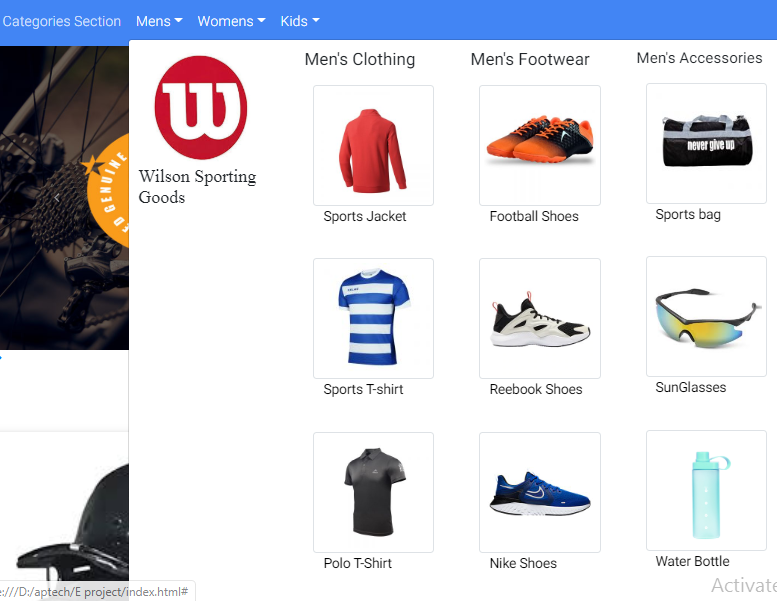 Categories Section Mens Womens Kids
Men's Clothing Men's Footwear Men's Accessories
W
Wilson Sporting
Goods
GENUINE
never give up
Sports Jacket Football Shoes Sports bag
Sports T-shirt Reebook Shoes SunGlasses
Polo T-Shirt Nike Shoes Water Bottle
:///D:/aptech/E project/index.html#
Activate